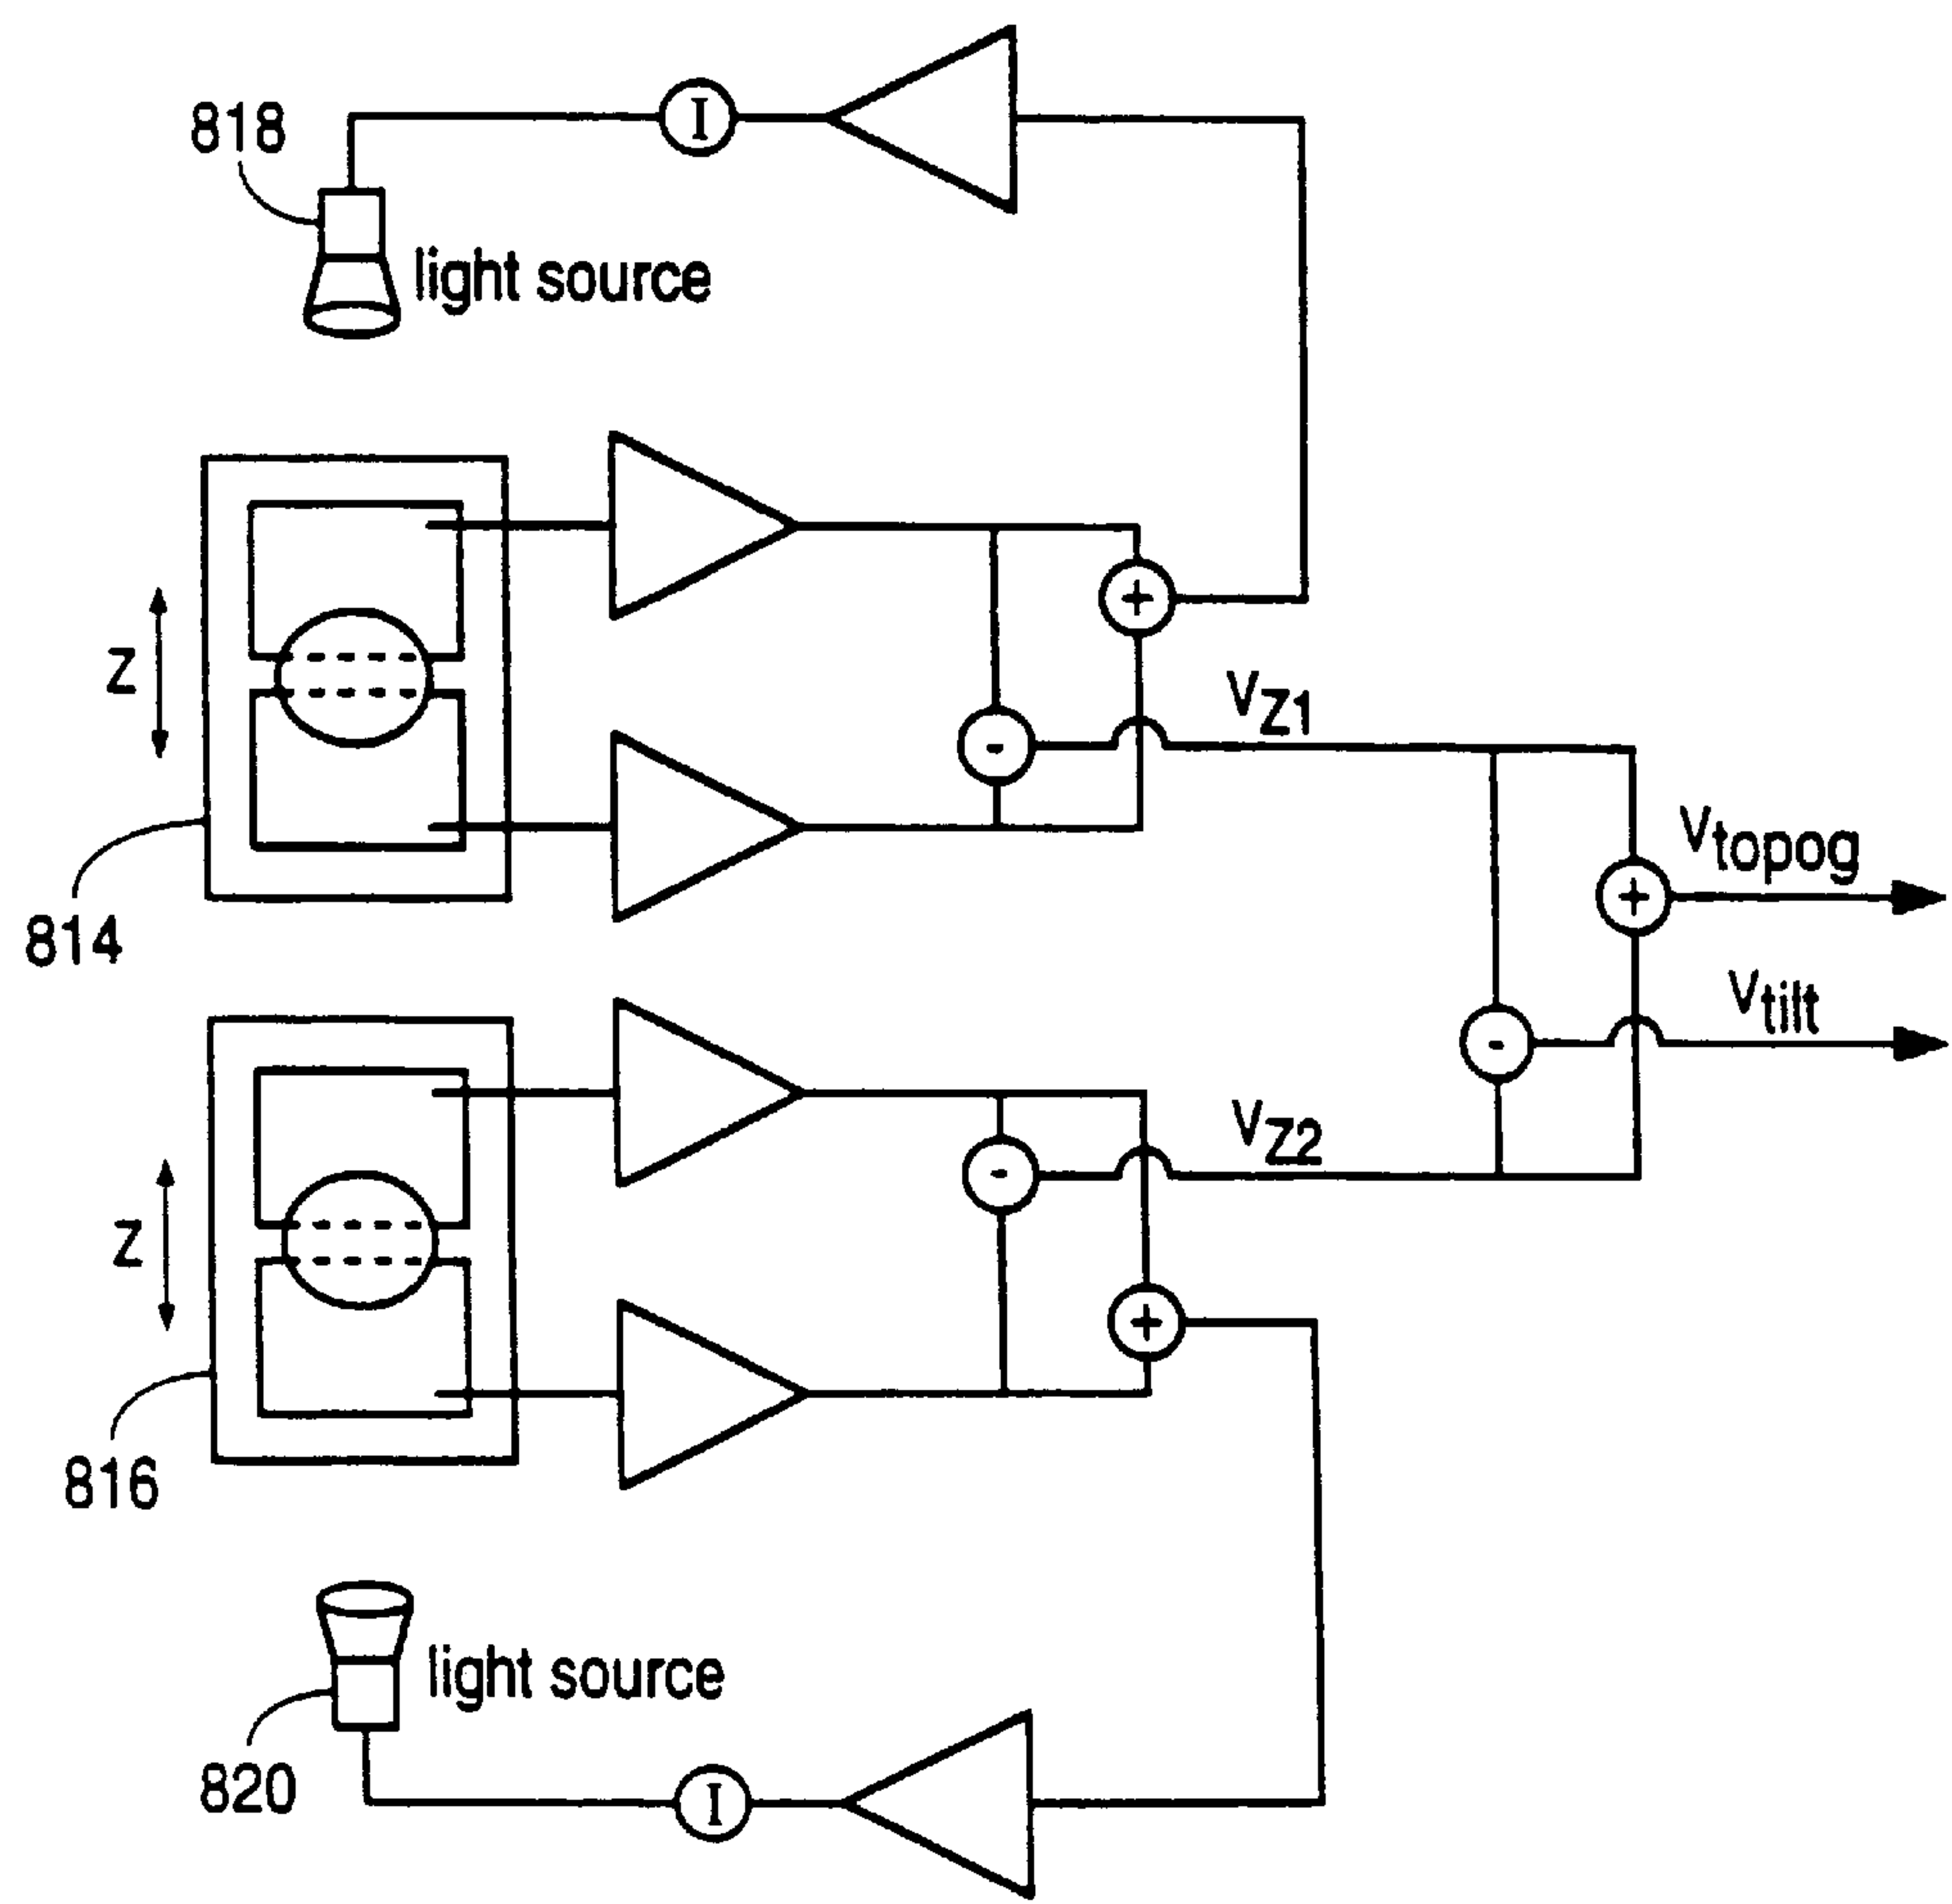 I
818
light source
+
Z
VZ1
-
Vtopog
+
814
Vtilt
-
VZ2
-
Z
+
816
light source
820
I